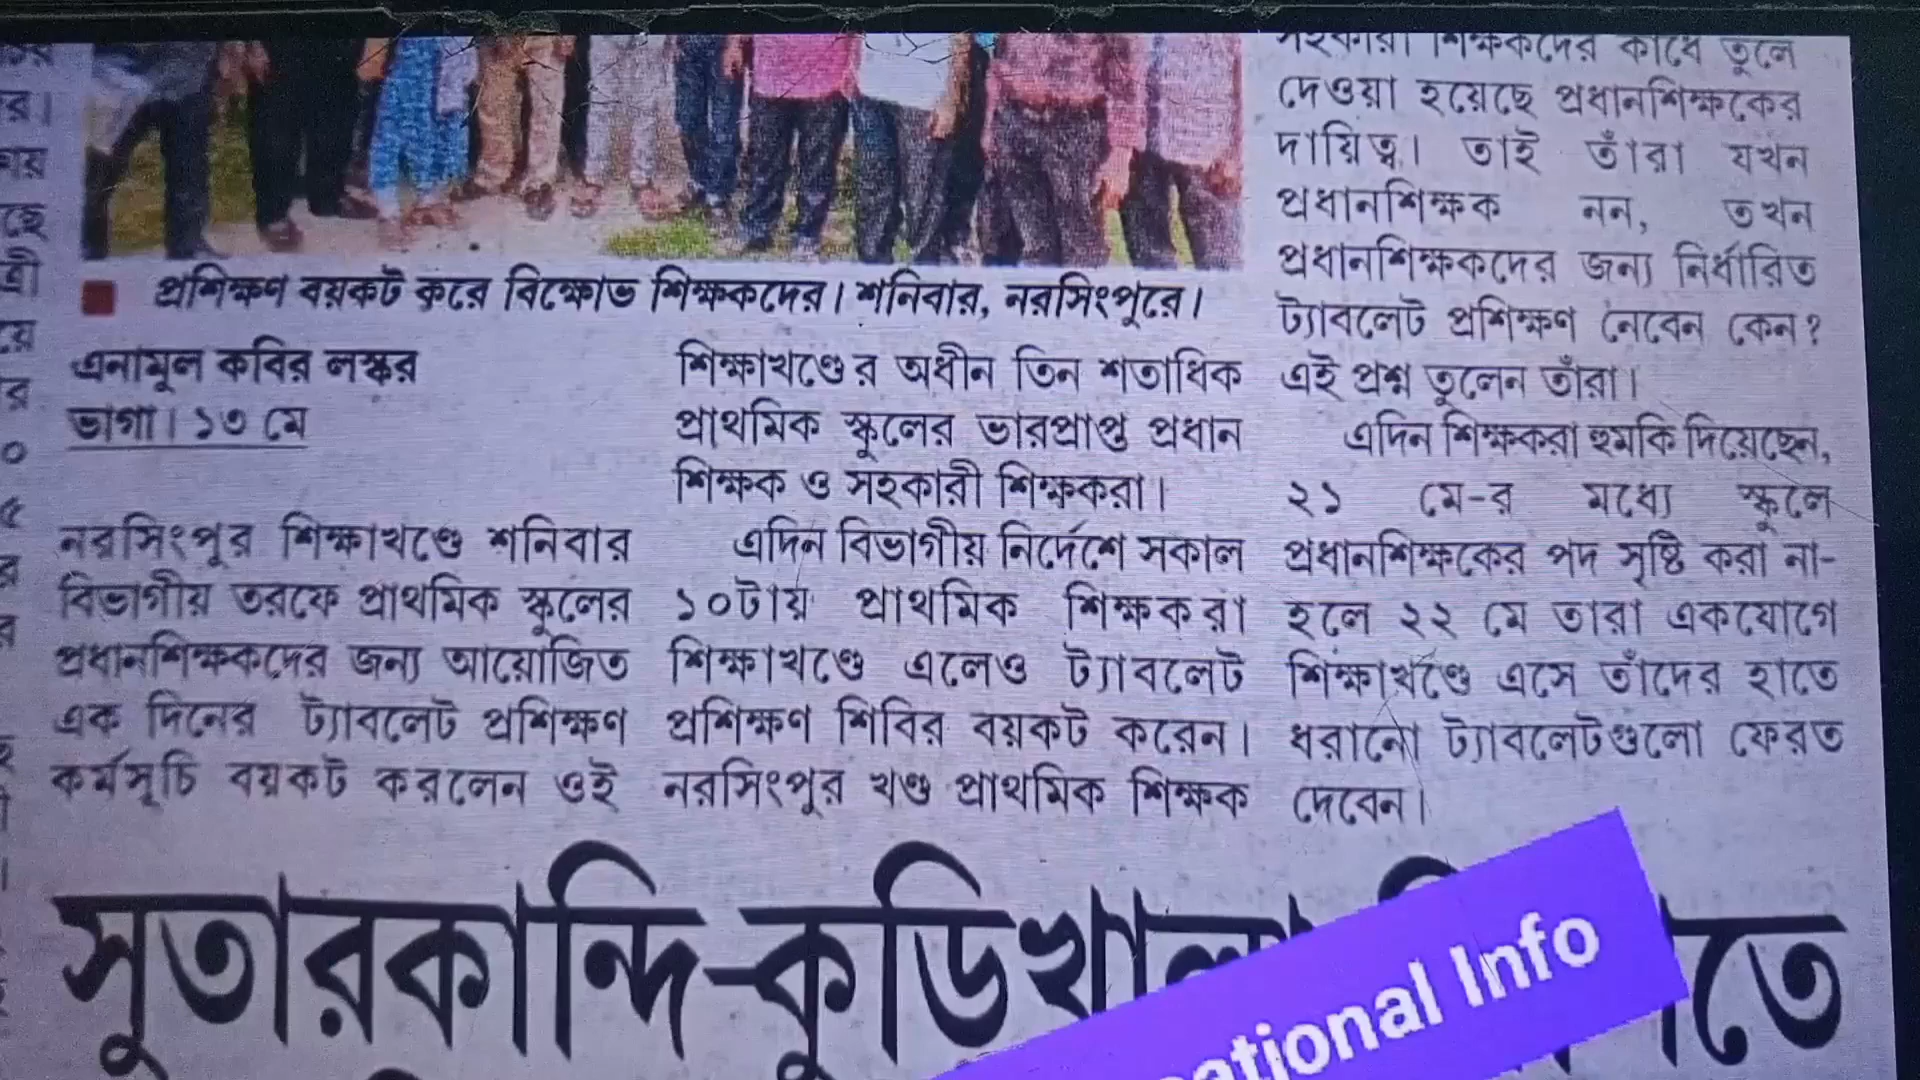 প্রশিক্ষণ বয়কট করে বিক্ষোভ শিক্ষকদের। শনিবার, নরসিংপুরে।
এনামুল কবির লস্কর
ভাগা। ১৩ মে
নরসিংপুর শিক্ষাখণ্ডে শনিবার
বিভাগীয় তরফে প্রাথমিক স্কুলের
প্রধানশিক্ষকদের জন্য আয়োজিত
এক দিনের ট্যাবলেট প্রশিক্ষণ
কর্মসূচি বয়কট করলেন ওই
শিক্ষাখণ্ডের অধীন তিন শতাধিক
প্রাথমিক স্কুলের ভারপ্রাপ্ত প্রধান
শিক্ষক ও সহকারী শিক্ষকরা।
এদিন বিভাগীয় নির্দেশে সকাল
১০টায় প্রাথমিক শিক্ষকরা
শিক্ষাখণ্ডে এলেও ট্যাবলেট
প্রশিক্ষণ শিবির বয়কট করেন।
নরসিংপুর খণ্ড প্রাথমিক শিক্ষক
সহকারী শিক্ষকদের কাঁধে তুলে
দেওয়া হয়েছে প্রধানশিক্ষকের
দায়িত্ব। তাই তাঁরা যখন
প্রধানশিক্ষক নন, তখন
প্রধানশিক্ষকদের জন্য নির্ধারিত
ট্যাবলেট প্রশিক্ষণ নেবেন কেন?
এই প্রশ্ন তুলেন তাঁরা।
এদিন শিক্ষকরা হুমকি দিয়েছেন,
২১ মে-র মধ্যে স্কুলে
প্রধানশিক্ষকের পদ সৃষ্টি করা না-
হলে ২২ মে তারা একযোগে
শিক্ষাখণ্ডে এসে তাঁদের হাতে
ধরানো ট্যাবলেটগুলো ফেরত
দেবেন।
সুতারকান্দি-কুড়িখালা
ational Info